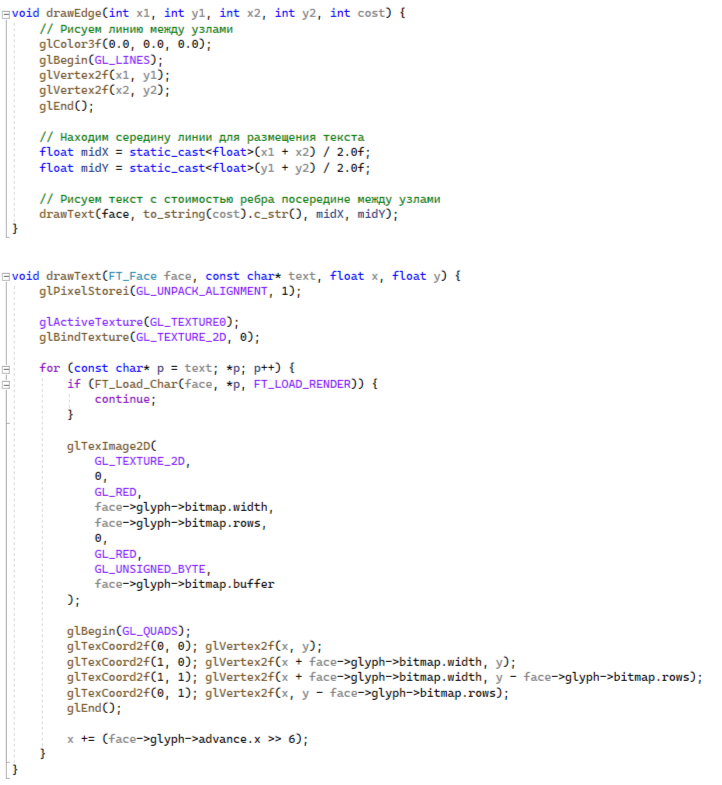 void drawEdge(int x1, int y1, int x2, int y2, int cost) {
    // Рисуем линию между узлами
    glColor3f(0.0, 0.0, 0.0);
    glBegin(GL_LINES);
    glVertex2f(x1, y1);
    glVertex2f(x2, y2);
    glEnd();

    // Находим середину линии для размещения текста
    float midX = static_cast<float>(x1 + x2) / 2.0f;
    float midY = static_cast<float>(y1 + y2) / 2.0f;

    // Рисуем текст с стоимостью ребра посередине между узлами
    drawText(face, to_string(cost).c_str(), midX, midY);
}

void drawText(FT_Face face, const char* text, float x, float y) {
    glPixelStorei(GL_UNPACK_ALIGNMENT, 1);

    glActiveTexture(GL_TEXTURE0);
    glBindTexture(GL_TEXTURE_2D, 0);

    for (const char* p = text; *p; p++) {
        if (FT_Load_Char(face, *p, FT_LOAD_RENDER)) {
            continue;
        }

        glTexImage2D(
            GL_TEXTURE_2D,
            0,
            GL_RED,
            face->glyph->bitmap.width,
            face->glyph->bitmap.rows,
            0,
            GL_RED,
            GL_UNSIGNED_BYTE,
            face->glyph->bitmap.buffer
        );

        glBegin(GL_QUADS);
        glTexCoord2f(0, 0); glVertex2f(x, y);
        glTexCoord2f(1, 0); glVertex2f(x + face->glyph->bitmap.width, y);
        glTexCoord2f(1, 1); glVertex2f(x + face->glyph->bitmap.width, y - face->glyph->bitmap.rows);
        glTexCoord2f(0, 1); glVertex2f(x, y - face->glyph->bitmap.rows);
        glEnd();

        x += (face->glyph->advance.x >> 6);
    }
}